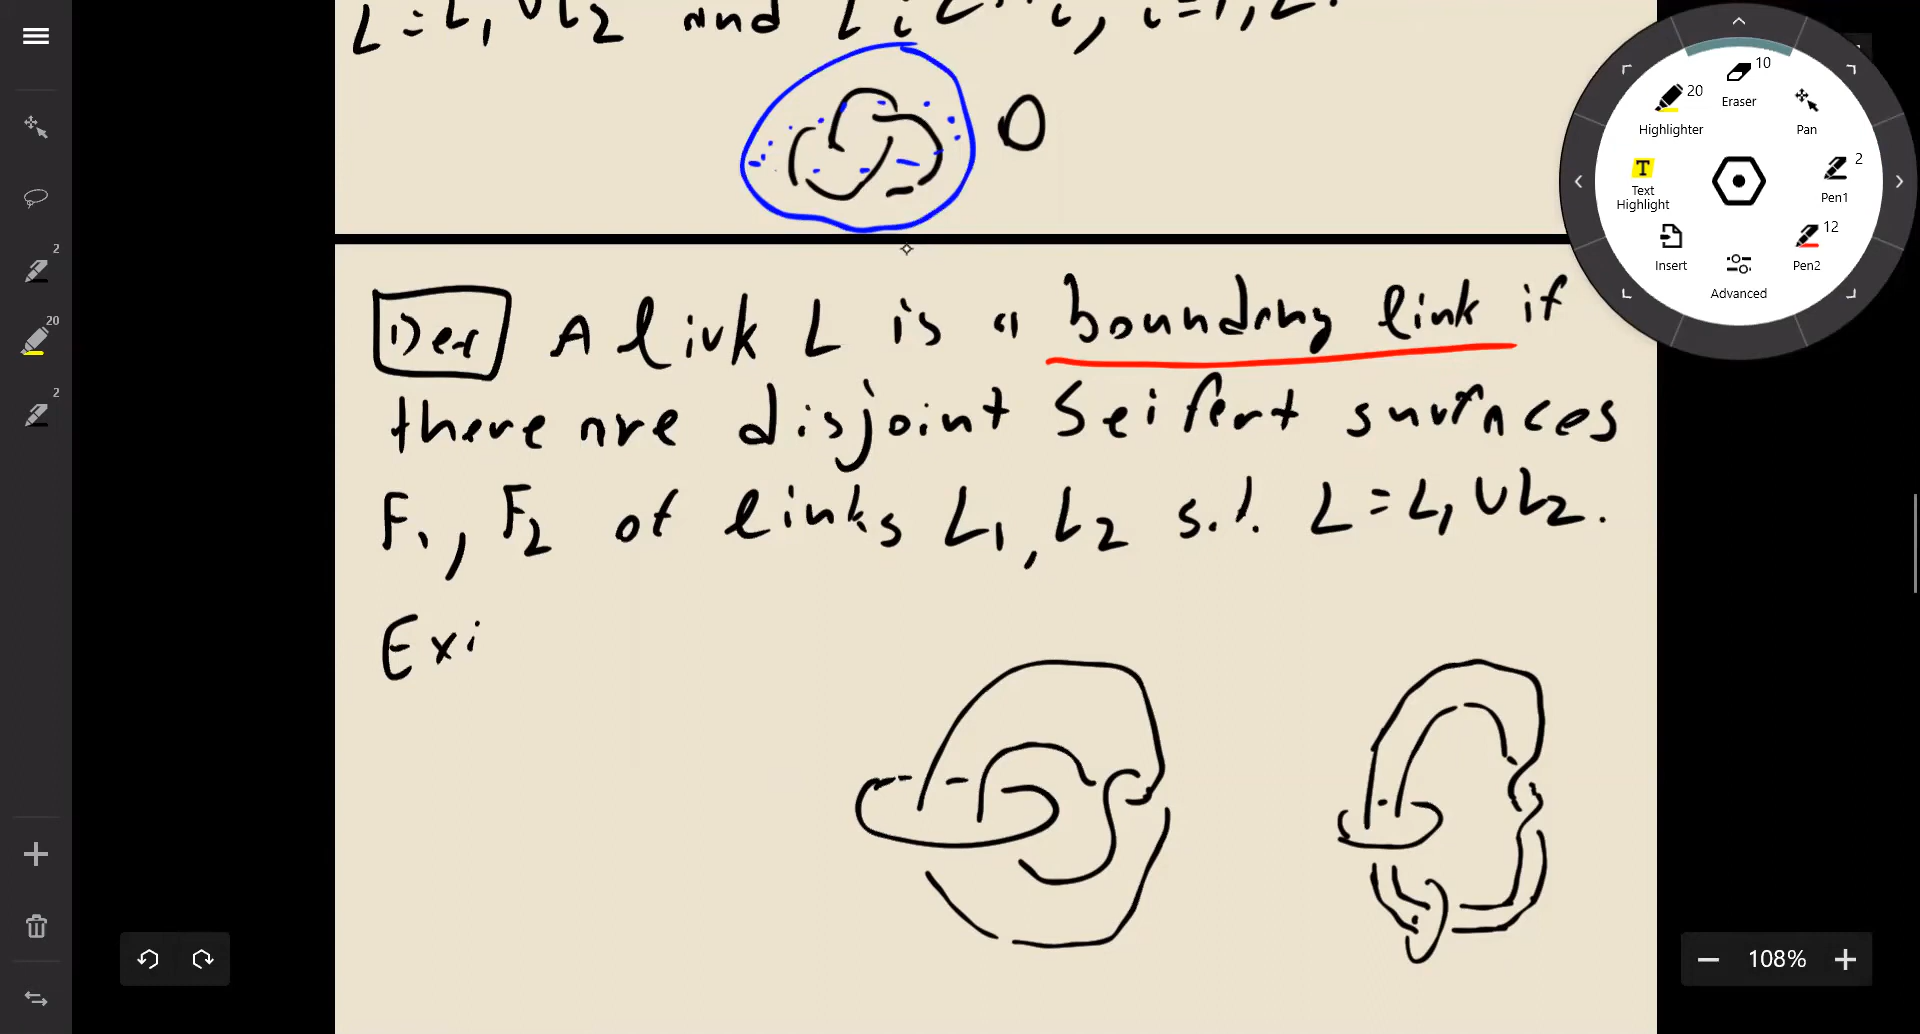 L = L₁ ∪ L₂ and
Def A link L is a boundary link if
there are disjoint Seifert surfaces
F₁, F₂ of links L₁, L₂ s.t. L = L₁ ∪ L₂.
Ex:
10
Eraser
20
Highlighter
Pan
T
Text
Highlight
2
Pen1
12
Pen2
Insert
Advanced
2
20
2
108%